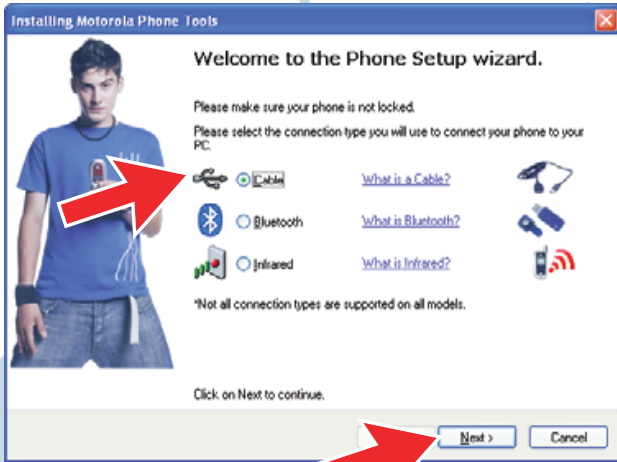 Installing Motorola Phone Tools
Welcome to the Phone Setup wizard.
Please make sure your phone is not locked.
Please select the connection type you will use to connect your phone to your
PC.
Cable What is a Cable?
Bluetooth What is Bluetooth?
Infrared What is Infrared?
*Not all connection types are supported on all models.
Click on Next to continue.
Next > Cancel